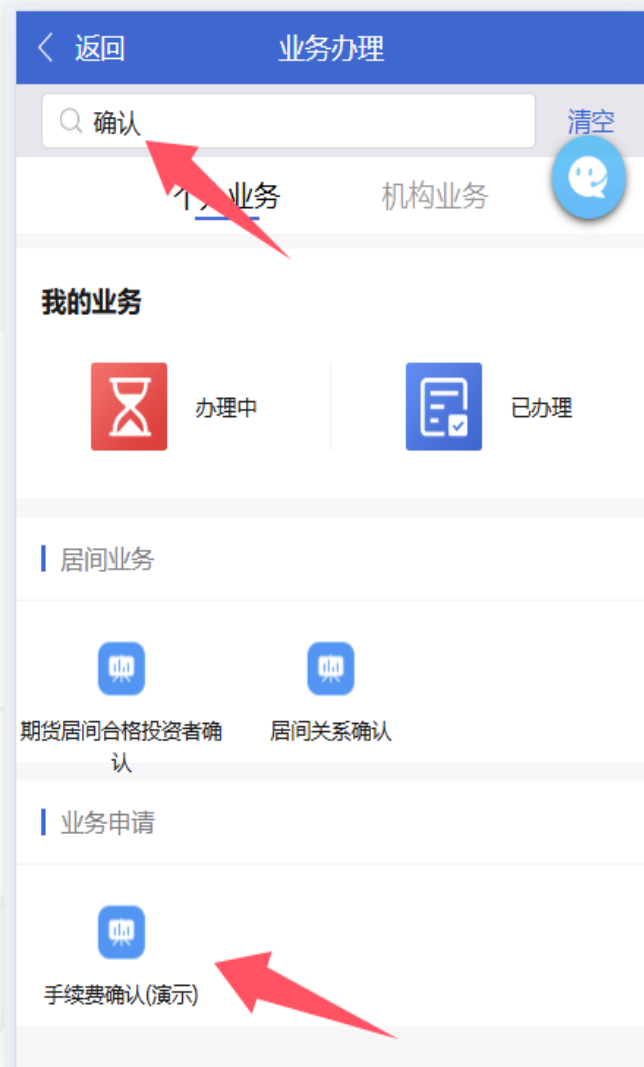 返回 业务办理
确认 清空
个人业务 机构业务
我的业务
办理中 已办理
居间业务
期货居间合格投资者确
认
居间关系确认
业务申请
手续费确认(演示)